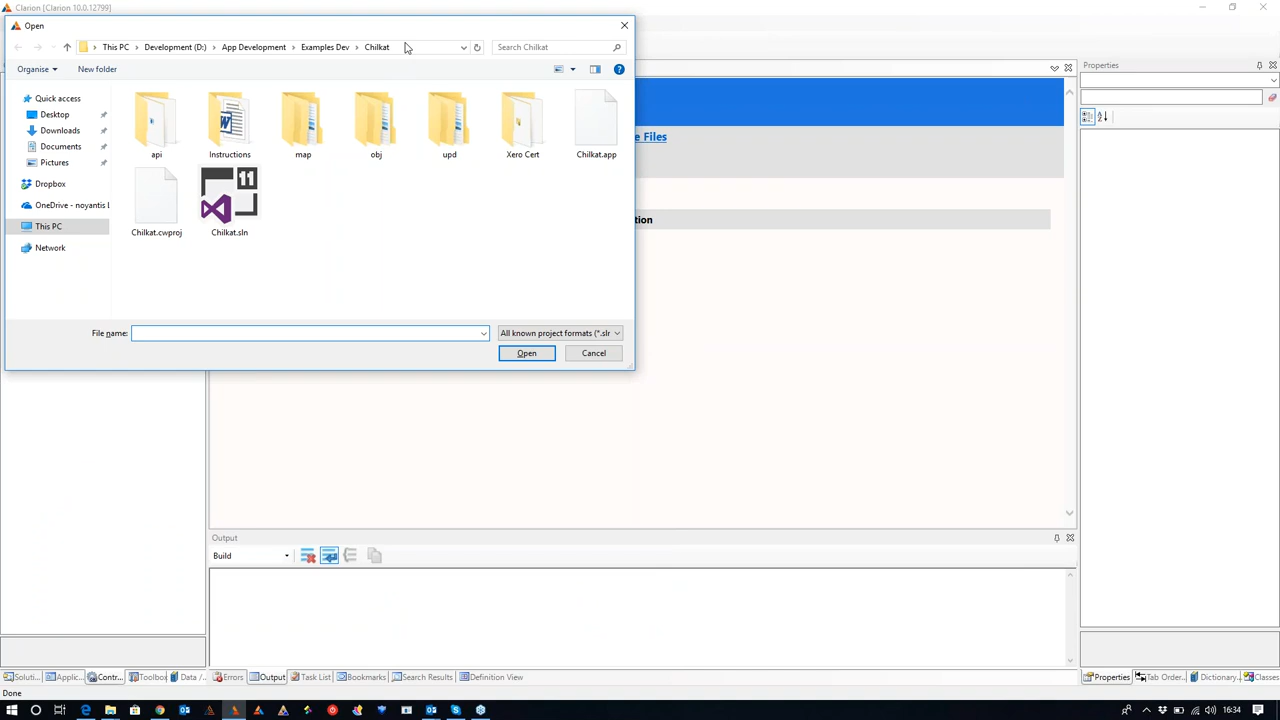 Clarion [Clarion 10.0.12799]
Open
This PC > Development (D:) > App Development > Examples Dev > Chilkat
Search Chilkat
Organise
New folder
Quick access
Desktop
Downloads
Documents
Pictures
Dropbox
OneDrive - noyantis L
This PC
Network
api
Instructions
map
obj
upd
Xero Cert
Chilkat.app
Chilkat.cwproj
11
Chilkat.sln
File name:
All known project formats (*.slr
Open
Cancel
e Files
tion
Properties
Output
Build
Soluti...
Applic...
Contr...
Toolbox
Data /...
Errors
Output
Task List
Bookmarks
Search Results
Definition View
Properties
Tab Order...
Dictionary...
Classes
Done
16:34